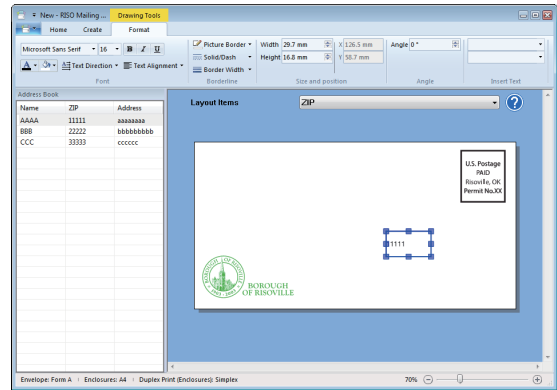 New - RISO Mailing ... Drawing Tools
Home Create Format
Microsoft Sans Serif 16 B I U
Picture Border Width 29.7 mm X 126.5 mm Angle 0 °
Solid/Dash Height 16.8 mm Y 58.7 mm
A Text Direction Text Alignment
Border Width
Font Borderline Size and position Angle Insert Text
Address Book
Layout Items ZIP ?
Name ZIP Address
AAAA 11111 aaaaaaaa
BBB 22222 bbbbbbbbb
CCC 33333 cccccc
U.S. Postage
PAID
Risoville, OK
Permit No.XX
1111
BOROUGH OF RISOVILLE
BOROUGH
OF RISOVILLE
Envelope: Form A Enclosures: A4 Duplex Print (Enclosures): Simplex 70%